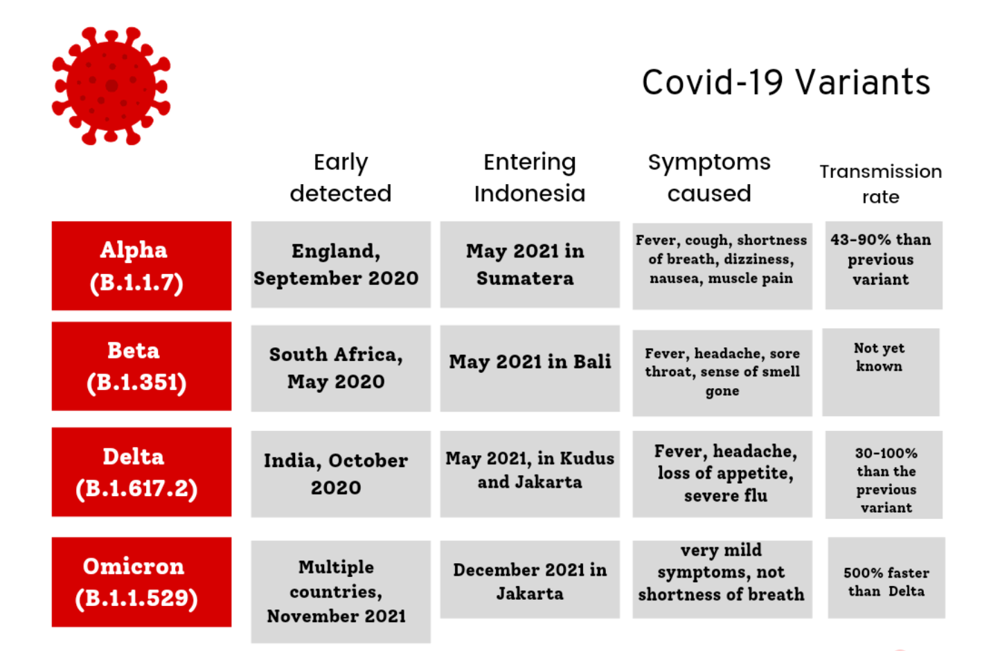 Covid-19 Variants
Early
detected
Entering
Indonesia
Symptoms
caused
Transmission
rate
Alpha
(B.1.1.7)
England,
September 2020
May 2021 in
Sumatera
Fever, cough, shortness
of breath, dizziness,
nausea, muscle pain
43-90% than
previous
variant
Beta
(B.1.351)
South Africa,
May 2020
May 2021 in Bali
Fever, headache, sore
throat, sense of smell
gone
Not yet
known
Delta
(B.1.617.2)
India, October
2020
May 2021, in Kudus
and Jakarta
Fever, headache,
loss of appetite,
severe flu
30-100%
than the
previous
variant
Omicron
(B.1.1.529)
Multiple
countries,
November 2021
December 2021 in
Jakarta
very mild
symptoms, not
shortness of breath
500% faster
than Delta